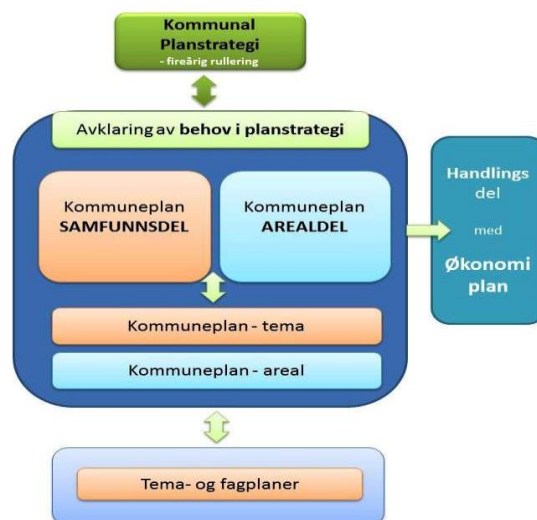 Kommunal
Planstrategi
- fireårig rullering
Avklaring av behov i planstrategi
Kommuneplan
SAMFUNNSDEL
Kommuneplan
AREALDEL
Handlings
del
med
Økonomi
plan
Kommuneplan - tema
Kommuneplan - areal
Tema- og fagplaner